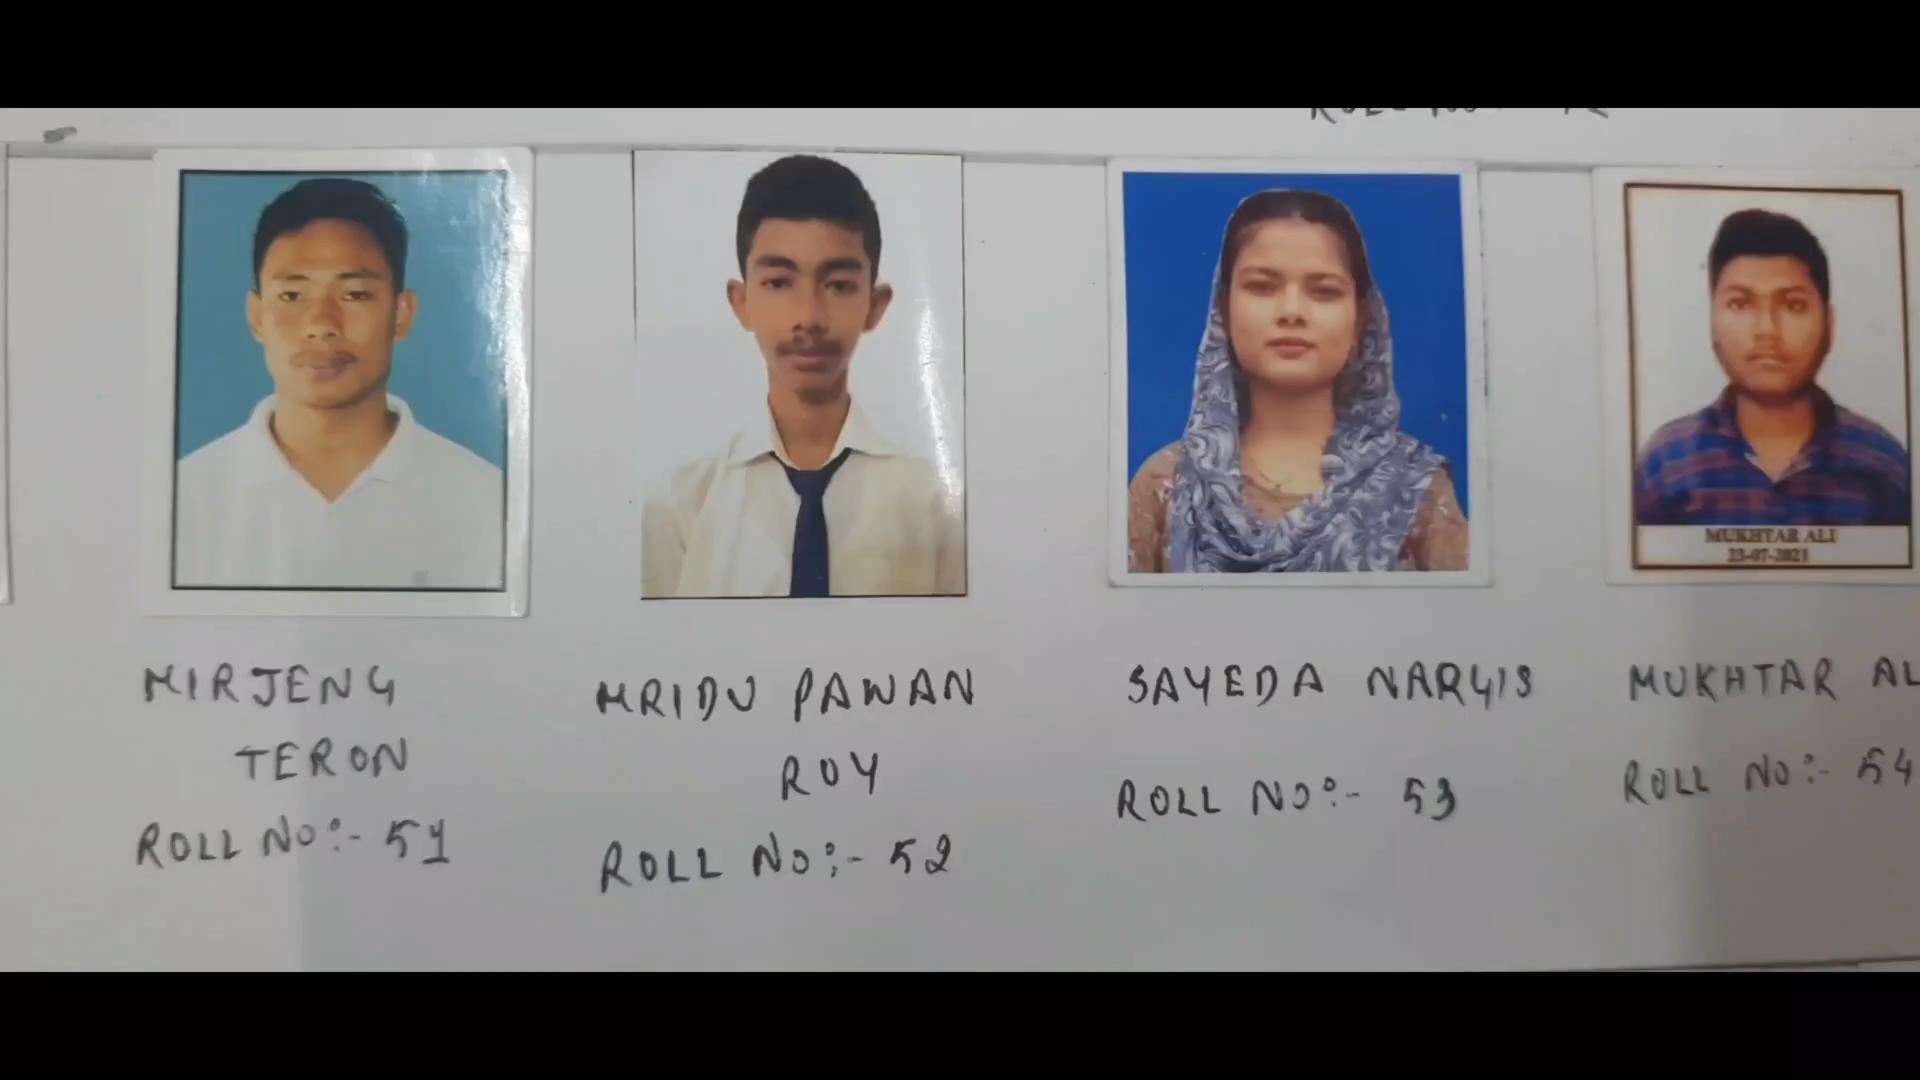 MIRJENG
TERON
ROLL NO:- 51
MRIDU PAWAN
ROY
ROLL NO:- 52
SAYEDA NARGIS
ROLL NO:- 53
MUKHTAR ALI
23-07-2021
MUKHTAR AL
ROLL NO:- 54